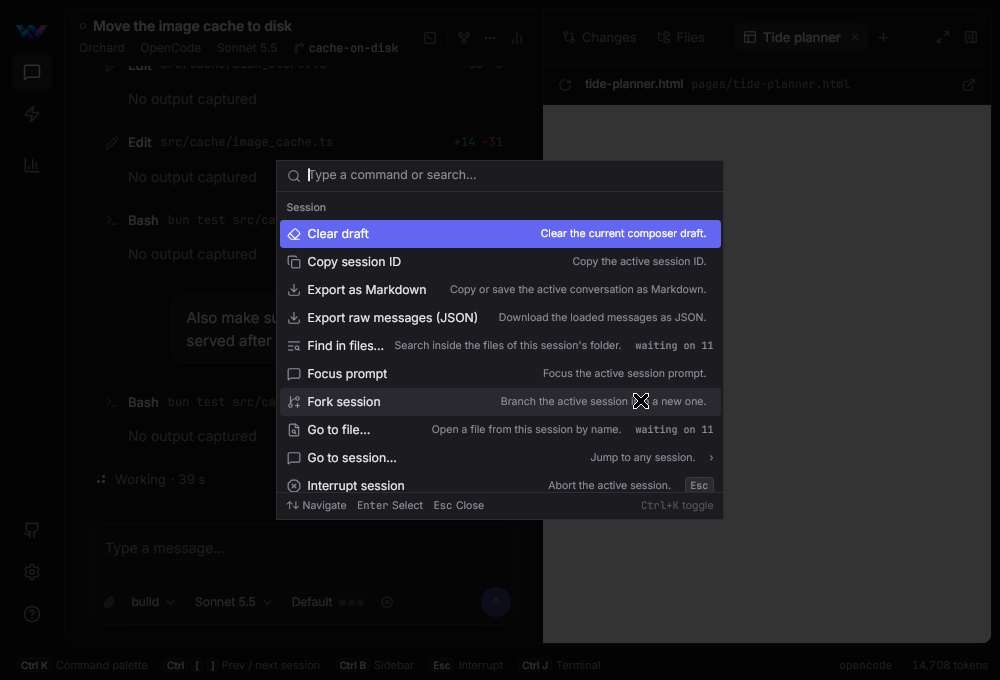 Move the image cache to disk
Orchard · OpenCode · Sonnet 5.5 cache-on-disk
Changes
Files
Tide planner
tide-planner.html pages/tide-planner.html
Edit
No output captured
Edit src/cache/image_cache.ts +14 -31
No output captured
Bash bun test src/ca
No output captured
Also make su
served after
Bash bun test src/ca
No output captured
Working · 39 s
Type a command or search...
Session
Clear draft Clear the current composer draft.
Copy session ID Copy the active session ID.
Export as Markdown Copy or save the active conversation as Markdown.
Export raw messages (JSON) Download the loaded messages as JSON.
Find in files... Search inside the files of this session's folder. waiting on 11
Focus prompt Focus the active session prompt.
Fork session Branch the active session a new one.
Go to file... Open a file from this session by name. waiting on 11
Go to session... Jump to any session.
Interrupt session Abort the active session. Esc
Navigate Enter Select Esc Close Ctrl+K toggle
Type a message...
build Sonnet 5.5 Default
Ctrl K Command palette Ctrl [ ] Prev / next session Ctrl B Sidebar Esc Interrupt Ctrl J Terminal opencode 14,708 tokens